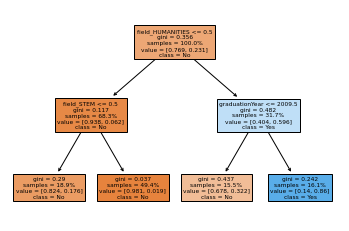 field_HUMANITIES <= 0.5
gini = 0.356
samples = 100.0%
value = [0.769, 0.231]
class = No
field_STEM <= 0.5
gini = 0.117
samples = 68.3%
value = [0.938, 0.062]
class = No
graduationYear <= 2009.5
gini = 0.482
samples = 31.7%
value = [0.404, 0.596]
class = Yes
gini = 0.29
samples = 18.9%
value = [0.824, 0.176]
class = No
gini = 0.037
samples = 49.4%
value = [0.981, 0.019]
class = No
gini = 0.437
samples = 15.5%
value = [0.678, 0.322]
class = No
gini = 0.242
samples = 16.1%
value = [0.14, 0.86]
class = Yes